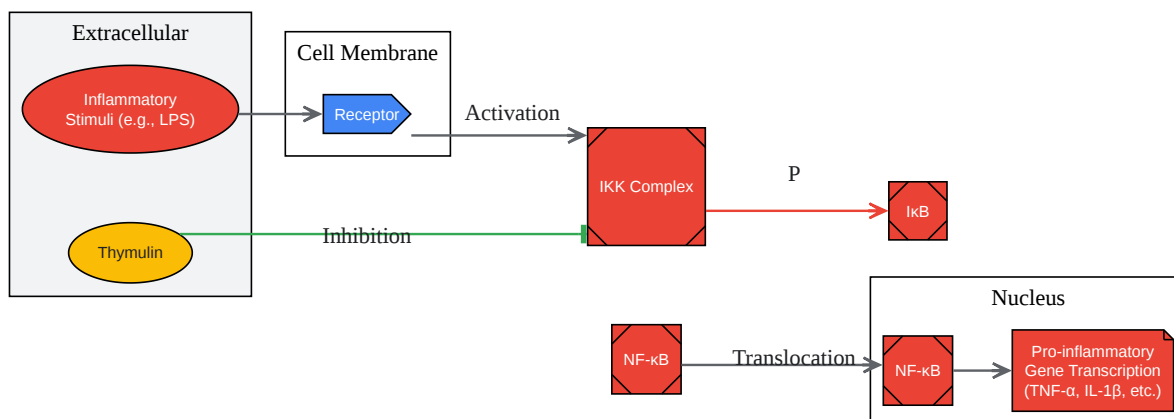 Extracellular
Inflammatory
Stimuli (e.g., LPS)
Thymulin
Cell Membrane
Receptor
Activation
Inhibition
IKK Complex
P
IκB
NF-κB
Translocation
Nucleus
NF-κB
Pro-inflammatory
Gene Transcription
(TNF-α, IL-1β, etc.)